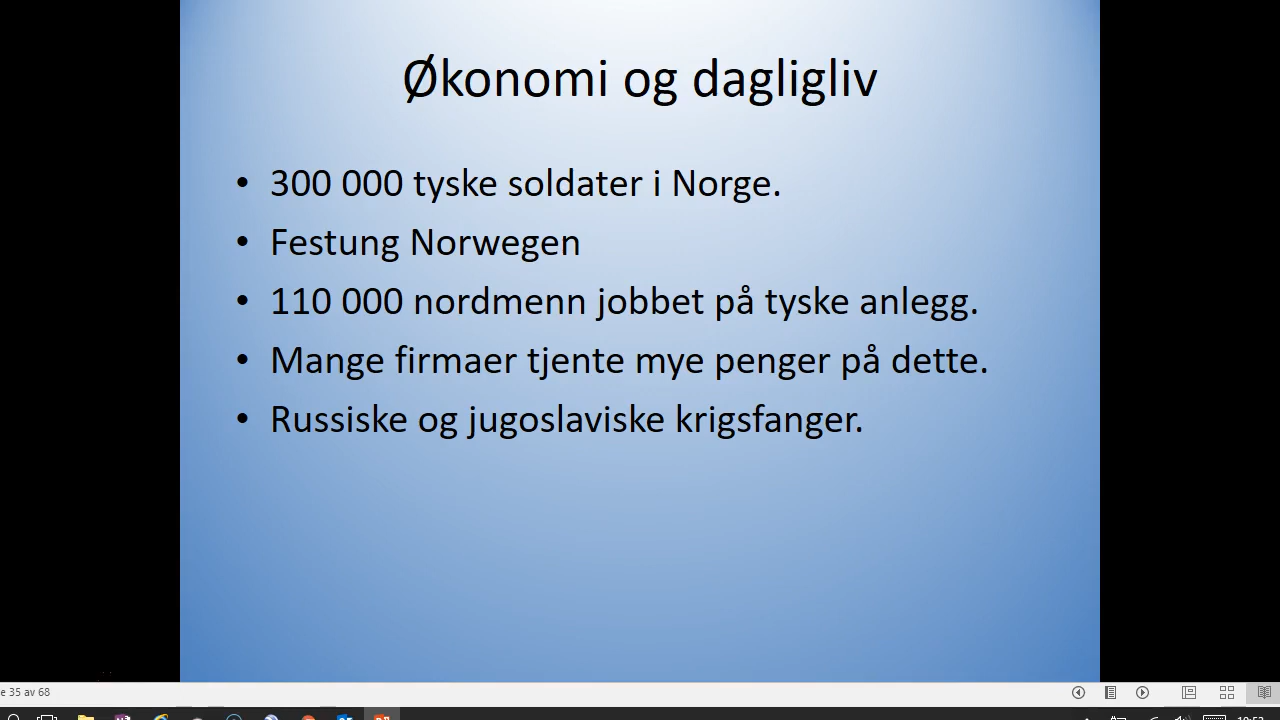 Økonomi og dagligliv
• 300 000 tyske soldater i Norge.
• Festung Norwegen
• 110 000 nordmenn jobbet på tyske anlegg.
• Mange firmaer tjente mye penger på dette.
• Russiske og jugoslaviske krigsfanger.
e 35 av 68